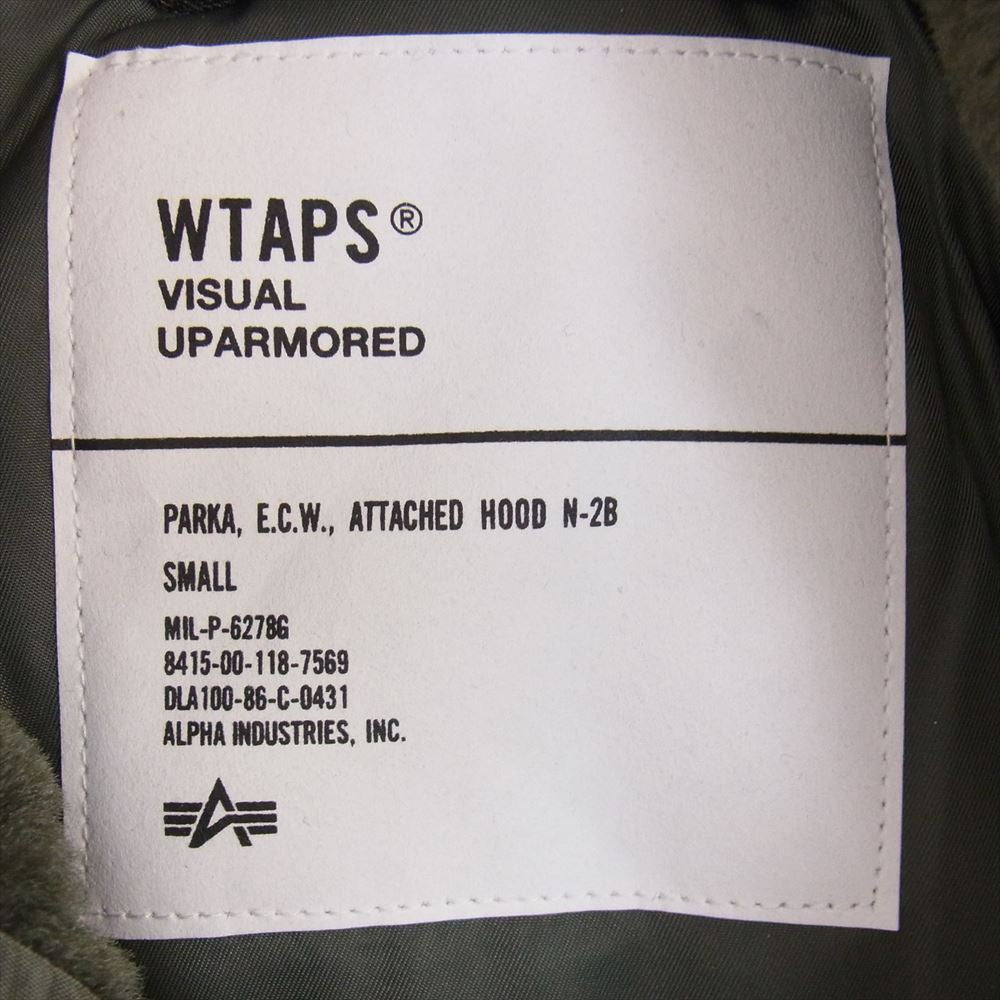 WTAPS®
VISUAL
UPARMORED
PARKA, E.C.W., ATTACHED HOOD N-2B
SMALL
MIL-P-6278G
8415-00-118-7569
DLA100-86-C-0431
ALPHA INDUSTRIES, INC.